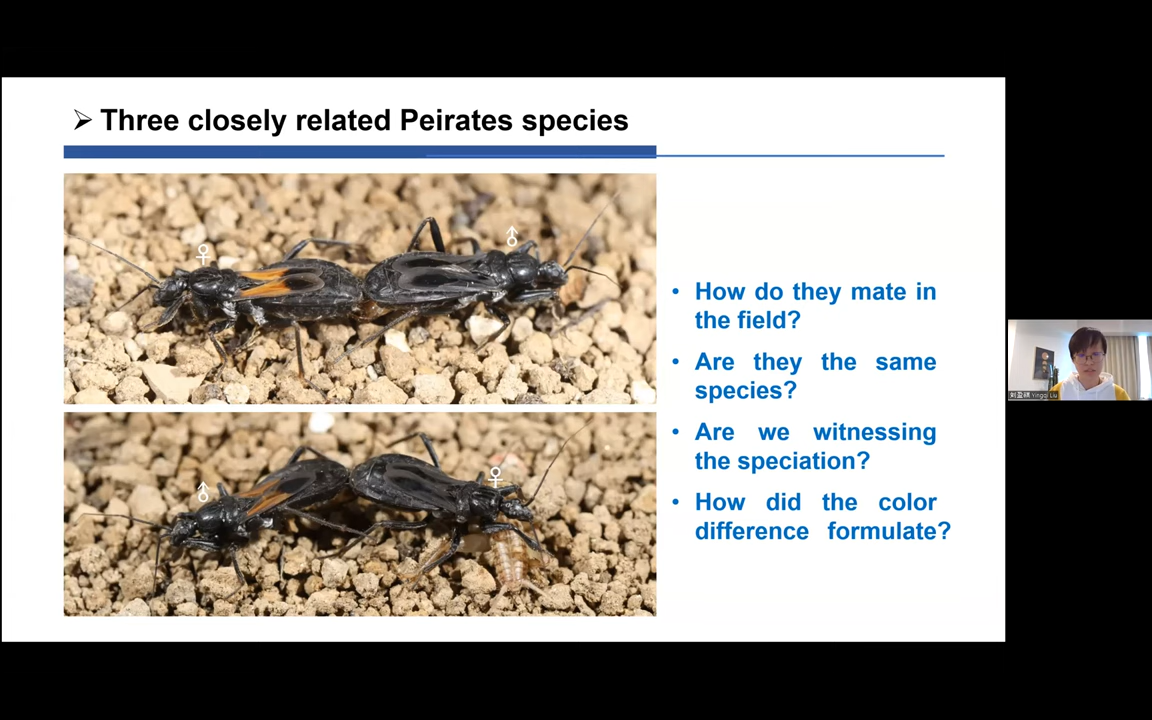 ➢ Three closely related Peirates species
♀
♂
♂
♀
• How do they mate in
the field?
• Are they the same
species?
• Are we witnessing
the speciation?
• How did the color
difference formulate?
Yingqi Liu